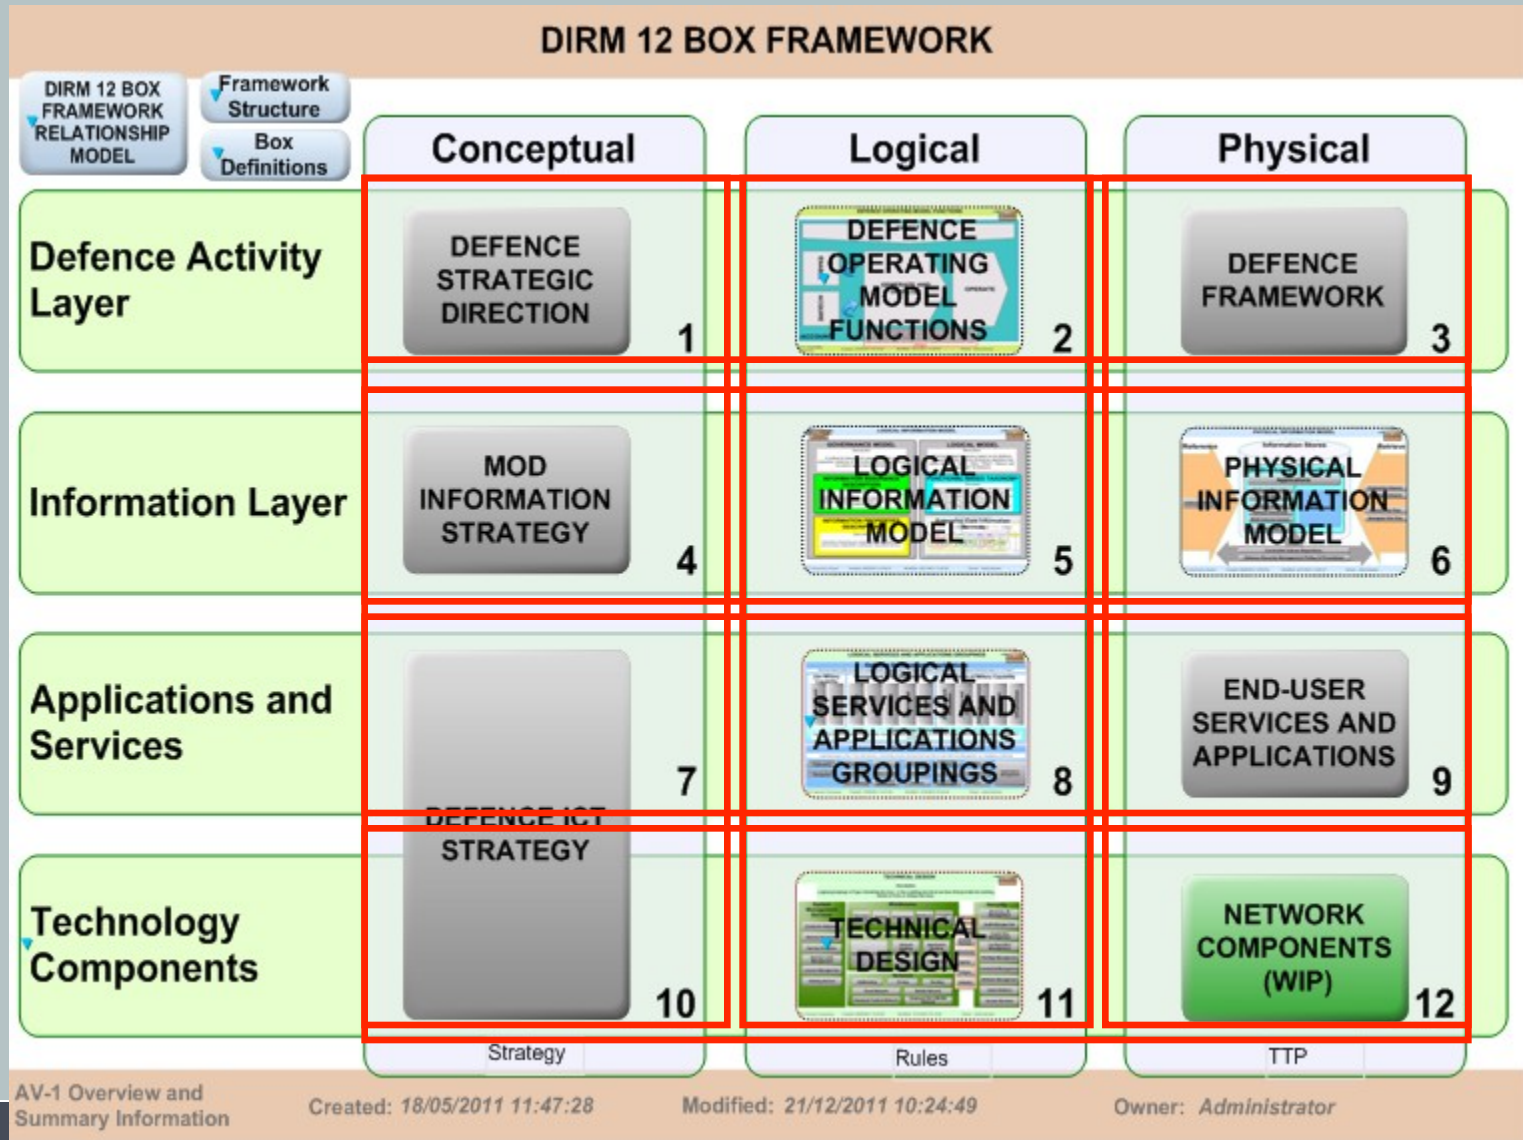 DIRM 12 BOX FRAMEWORK
DIRM 12 BOX
FRAMEWORK
RELATIONSHIP
MODEL
Framework
Structure
Box
Definitions
Conceptual
Logical
Physical
Defence Activity
Layer
DEFENCE
STRATEGIC
DIRECTION
1
DEFENCE
OPERATING
MODEL
FUNCTIONS
OPERATE
2
DEFENCE
FRAMEWORK
3
Information Layer
MOD
INFORMATION
STRATEGY
4
LOGICAL
INFORMATION
MODEL
5
PHYSICAL
INFORMATION
MODEL
6
Applications and
Services
7
LOGICAL
SERVICES AND
APPLICATIONS
GROUPINGS
8
END-USER
SERVICES AND
APPLICATIONS
9
DEFENCE ICT
STRATEGY
Technology
Components
10
TECHNICAL
DESIGN
11
NETWORK
COMPONENTS
(WIP)
12
Strategy
Rules
TTP
AV-1 Overview and
Summary Information
Created: 18/05/2011 11:47:28
Modified: 21/12/2011 10:24:49
Owner: Administrator